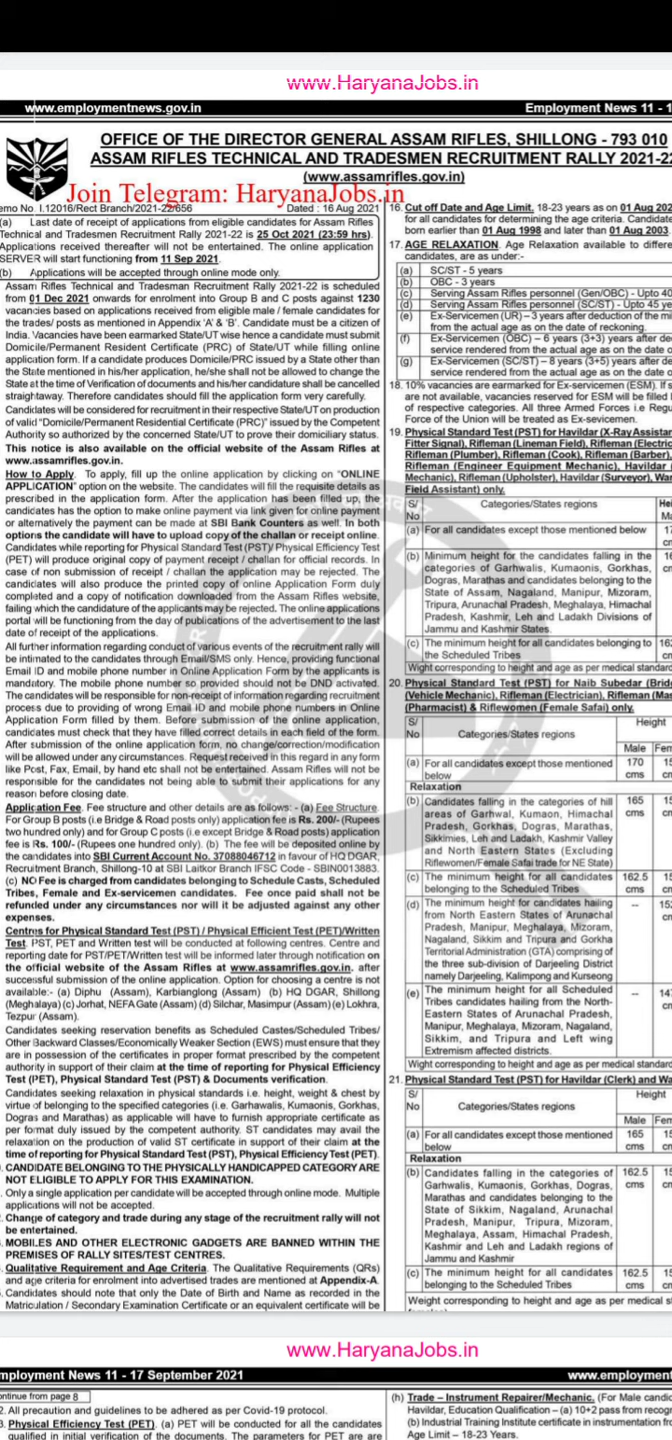 www.HaryanaJobs.in
www.employmentnews.gov.in
Employment News 11 - 1
OFFICE OF THE DIRECTOR GENERAL ASSAM RIFLES, SHILLONG - 793 010
ASSAM RIFLES TECHNICAL AND TRADESMEN RECRUITMENT RALLY 2021-22
(www.assamrifles.gov.in)
Join Telegram: HaryanaJobs.in
emo No. I.12016/Rect Branch/2021-22/656 Dated : 16 Aug 2021
(a) Last date of receipt of applications from eligible candidates for Assam Rifles
Technical and Tradesmen Recruitment Rally 2021-22 is 25 Oct 2021 (23:59 hrs).
Applications received thereafter will not be entertained. The online application
SERVER will start functioning from 11 Sep 2021.
(b) Applications will be accepted through online mode only.
Assam Rifles Technical and Tradesman Recruitment Rally 2021-22 is scheduled
from 01 Dec 2021 onwards for enrolment into Group B and C posts against 1230
vacancies based on applications received from eligible male / female candidates for
the trades/ posts as mentioned in Appendix 'A' & 'B'. Candidate must be a citizen of
India. Vacancies have been earmarked State/UT wise hence a candidate must submit
Domicile/Permanent Resident Certificate (PRC) of State/UT while filling online
application form. If a candidate produces Domicile/PRC issued by a State other than
the State mentioned in his/her application, he/she shall not be allowed to change the
State at the time of Verification of documents and his/her candidature shall be cancelled
straightaway. Therefore candidates should fill the application form very carefully.
Candidates will be considered for recruitment in their respective State/UT on production
of valid "Domicile/Permanent Residential Certificate (PRC)" issued by the Competent
Authority so authorized by the concerned State/UT to prove their domiciliary status.
This notice is also available on the official website of the Assam Rifles at
www.assamrifles.gov.in.
How to Apply. To apply, fill up the online application by clicking on "ONLINE
APPLICATION" option on the website. The candidates will fill the requisite details as
prescribed in the application form. After the application has been filled up, the
candidates has the option to make online payment via link given for online payment
or alternatively the payment can be made at SBI Bank Counters as well. In both
options the candidate will have to upload copy of the challan or receipt online.
Candidates while reporting for Physical Standard Test (PST)/ Physical Efficiency Test
(PET) will produce original copy of payment receipt / challan for official records. In
case of non submission of receipt / challan the application may be rejected. The
candidates will also produce the printed copy of online Application Form duly
completed and a copy of notification downloaded from the Assam Rifles website,
failing which the candidature of the applicants may be rejected. The online applications
portal will be functioning from the day of publications of the advertisement to the last
date of receipt of the applications.
All further information regarding conduct of various events of the recruitment rally will
be intimated to the candidates through Email/SMS only. Hence, providing functional
Email ID and mobile phone number in Online Application Form by the applicants is
mandatory. The mobile phone number so provided should not be DND activated.
The candidates will be responsible for non-receipt of information regarding recruitment
process due to providing of wrong Email ID and mobile phone numbers in Online
Application Form filled by them. Before submission of the online application,
candidates must check that they have filled correct details in each field of the form.
After submission of the online application form, no change/correction/modification
will be allowed under any circumstances. Request received in this regard in any form
like Post, Fax, Email, by hand etc shall not be entertained. Assam Rifles will not be
responsible for the candidates not being able to submit their applications for any
reason before closing date.
Application Fee. Fee structure and other details are as follows: - (a) Fee Structure.
For Group B posts (i.e Bridge & Road posts only) application fee is Rs. 200/- (Rupees
two hundred only) and for Group C posts (i.e except Bridge & Road posts) application
fee is Rs. 100/- (Rupees one hundred only). (b) The fee will be deposited online by
the candidates into SBI Current Account No. 37088046712 in favour of HQ DGAR,
Recruitment Branch, Shillong-10 at SBI Laitkor Branch IFSC Code - SBIN0013883.
(c) NO Fee is charged from candidates belonging to Schedule Casts, Scheduled
Tribes, Female and Ex-servicemen candidates. Fee once paid shall not be
refunded under any circumstances nor will it be adjusted against any other
expenses.
Centres for Physical Standard Test (PST) / Physical Efficient Test (PET)/Written
Test. PST, PET and Written test will be conducted at following centres. Centre and
reporting date for PST/PET/Written test will be informed later through notification on
the official website of the Assam Rifles at www.assamrifles.gov.in. after
successful submission of the online application. Option for choosing a centre is not
available:- (a) Diphu (Assam), Karbianglong (Assam) (b) HQ DGAR, Shillong
(Meghalaya) (c) Jorhat, NEFA Gate (Assam) (d) Silchar, Masimpur (Assam) (e) Lokhra,
Tezpur (Assam).
Candidates seeking reservation benefits as Scheduled Castes/Scheduled Tribes/
Other Backward Classes/Economically Weaker Section (EWS) must ensure that they
are in possession of the certificates in proper format prescribed by the competent
authority in support of their claim at the time of reporting for Physical Efficiency
Test (PET), Physical Standard Test (PST) & Documents verification.
Candidates seeking relaxation in physical standards i.e. height, weight & chest by
virtue of belonging to the specified categories (i.e. Garhawalis, Kumaonis, Gorkhas,
Dogras and Marathas) as applicable will have to furnish appropriate certificate as
per format duly issued by the competent authority. ST candidates may avail the
relaxation on the production of valid ST certificate in support of their claim at the
time of reporting for Physical Standard Test (PST), Physical Efficiency Test (PET).
CANDIDATE BELONGING TO THE PHYSICALLY HANDICAPPED CATEGORY ARE
NOT ELIGIBLE TO APPLY FOR THIS EXAMINATION.
Only a single application per candidate will be accepted through online mode. Multiple
applications will not be accepted.
Change of category and trade during any stage of the recruitment rally will not
be entertained.
MOBILES AND OTHER ELECTRONIC GADGETS ARE BANNED WITHIN THE
PREMISES OF RALLY SITES/TEST CENTRES.
Qualitative Requirement and Age Criteria. The Qualitative Requirements (QRs)
and age criteria for enrolment into advertised trades are mentioned at Appendix-A.
Candidates should note that only the Date of Birth and Name as recorded in the
Matriculation / Secondary Examination Certificate or an equivalent certificate will be
16. Cut off Date and Age Limit. 18-23 years as on 01 Aug 202
for all candidates for determining the age criteria. Candidat
born earlier than 01 Aug 1998 and later than 01 Aug 2003.
17. AGE RELAXATION. Age Relaxation available to differe
candidates, are as under:-
(a) SC/ST - 5 years
(b) OBC - 3 years
(c) Serving Assam Rifles personnel (Gen/OBC) - Upto 40
(d) Serving Assam Rifles personnel (SC/ST) - Upto 45 ye
(e) Ex-Servicemen (UR) – 3 years after deduction of the mi
from the actual age as on the date of reckoning.
(f) Ex-Servicemen (OBC) – 6 years (3+3) years after de
service rendered from the actual age as on the date o
(g) Ex-Servicemen (SC/ST) – 8 years (3+5) years after de
service rendered from the actual age as on the date o
18. 10% vacancies are earmarked for Ex-servicemen (ESM). If s
are not available, vacancies reserved for ESM will be filled
of respective categories. All three Armed Forces i.e Regu
Force of the Union will be treated as Ex-sevicemen.
19. Physical Standard Test (PST) for Havildar (X-Ray Assistan
Fitter Signal), Rifleman (Lineman Field), Rifleman (Electric
Rifleman (Plumber), Rifleman (Cook), Rifleman (Barber),
Rifleman (Engineer Equipment Mechanic), Havildar (
Mechanic), Rifleman (Upholster), Havildar (Surveyor), War
Field Assistant) only.
S/ No Categories/States regions Hei Ma
(a) For all candidates except those mentioned below 17 cm
(b) Minimum height for the candidates falling in the 16
categories of Garhwalis, Kumaonis, Gorkhas, cm
Dogras, Marathas and candidates belonging to the
State of Assam, Nagaland, Manipur, Mizoram,
Tripura, Arunachal Pradesh, Meghalaya, Himachal
Pradesh, Kashmir, Leh and Ladakh Divisions of
Jammu and Kashmir States.
(c) The minimum height for all candidates belonging to 162
the Scheduled Tribes cm
Wight corresponding to height and age as per medical standard
20. Physical Standard Test (PST) for Naib Subedar (Bridg
(Vehicle Mechanic), Rifleman (Electrician), Rifleman (Mas
(Pharmacist) & Riflewomen (Female Safai) only.
S/ No Categories/States regions Height
Male Fem
(a) For all candidates except those mentioned 170 15
below cms cm
Relaxation
(b) Candidates falling in the categories of hill 165 15
areas of Garhwal, Kumaon, Himachal cms cm
Pradesh, Gorkhas, Dogras, Marathas,
Sikkimies, Leh and Ladakh, Kashmir Valley
and North Eastern States (Excluding
Riflewomen/Female Safai trade for NE State)
(c) The minimum height for all candidates 162.5 15
belonging to the Scheduled Tribes cms cm
(d) The minimum height for candidates hailing -- 152
from North Eastern States of Arunachal cm
Pradesh, Manipur, Meghalaya, Mizoram,
Nagaland, Sikkim and Tripura and Gorkha
Territorial Administration (GTA) comprising of
the three sub-division of Darjeeling District
namely Darjeeling, Kalimpong and Kurseong
(e) The minimum height for all Scheduled -- 147
Tribes candidates hailing from the North- cm
Eastern States of Arunachal Pradesh,
Manipur, Meghalaya, Mizoram, Nagaland,
Sikkim, and Tripura and Left wing
Extremism affected districts.
Wight corresponding to height and age as per medical standard
21. Physical Standard Test (PST) for Havildar (Clerk) and Wa
S/ No Categories/States regions Height
Male Fem
(a) For all candidates except those mentioned 165 15
below cms cm
Relaxation
(b) Candidates falling in the categories of 162.5 15
Garhwalis, Kumaonis, Gorkhas, Dogras, cms cm
Marathas and candidates belonging to the
State of Sikkim, Nagaland, Arunachal
Pradesh, Manipur, Tripura, Mizoram,
Meghalaya, Assam, Himachal Pradesh,
Kashmir and Leh and Ladakh regions of
Jammu and Kashmir
(c) The minimum height for all candidates 162.5 15
belonging to the Scheduled Tribes cms cm
Weight corresponding to height and age as per medical st
www.HaryanaJobs.in
mployment News 11 - 17 September 2021
www.employment
ontinue from page 8
2. All precaution and guidelines to be adhered as per Covid-19 protocol.
3. Physical Efficiency Test (PET). (a) PET will be conducted for all the candidates
qualified in initial verification of the documents. The parameters for PET are are
(h) Trade – Instrument Repairer/Mechanic. (For Male candid
Havildar, Education Qualification – (a) 10+2 pass from recogn
(b) Industrial Training Institute certificate in instrumentation fro
Age Limit – 18-23 Years.